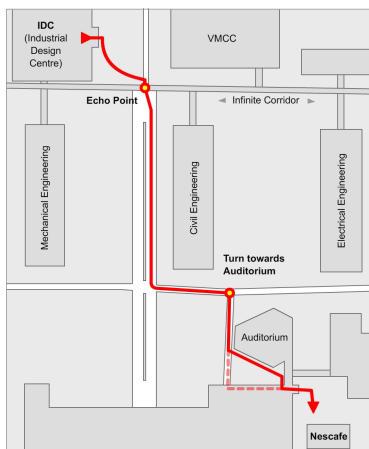 IDC
(Industrial
Design
Centre)
VMCC
Echo Point
Infinite Corridor
Mechanical Engineering
Civil Engineering
Electrical Engineering
Turn towards
Auditorium
Auditorium
Nescafe